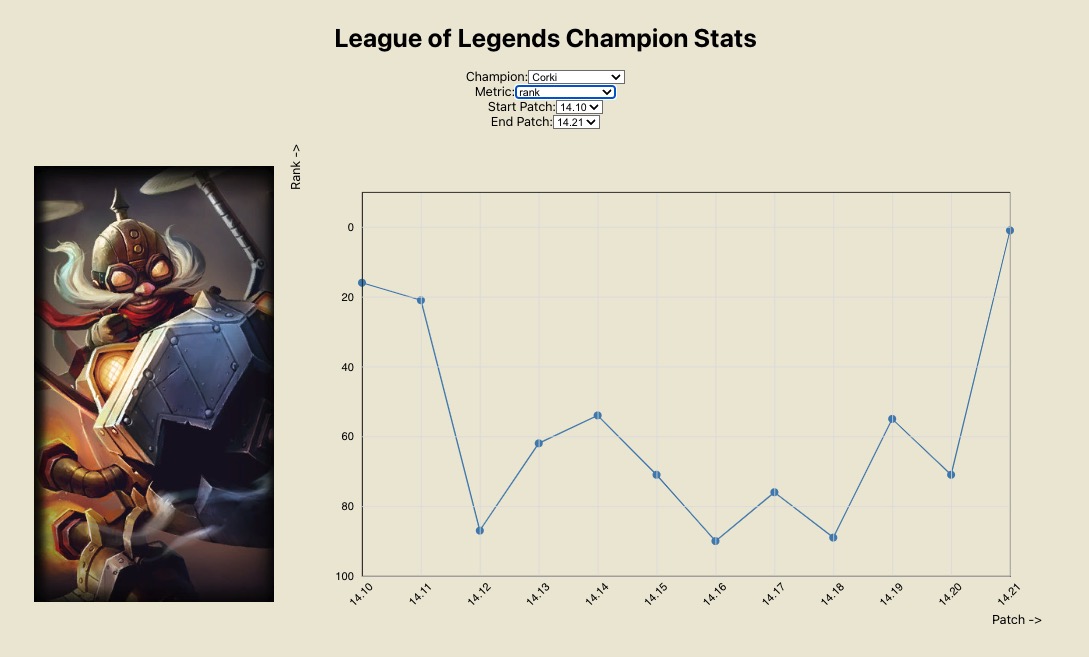 League of Legends Champion Stats
Champion: Corki
Metric: rank
Start Patch: 14.10
End Patch: 14.21
Rank ->
0
20
40
60
80
100
14.10 14.11 14.12 14.13 14.14 14.15 14.16 14.17 14.18 14.19 14.20 14.21
Patch ->